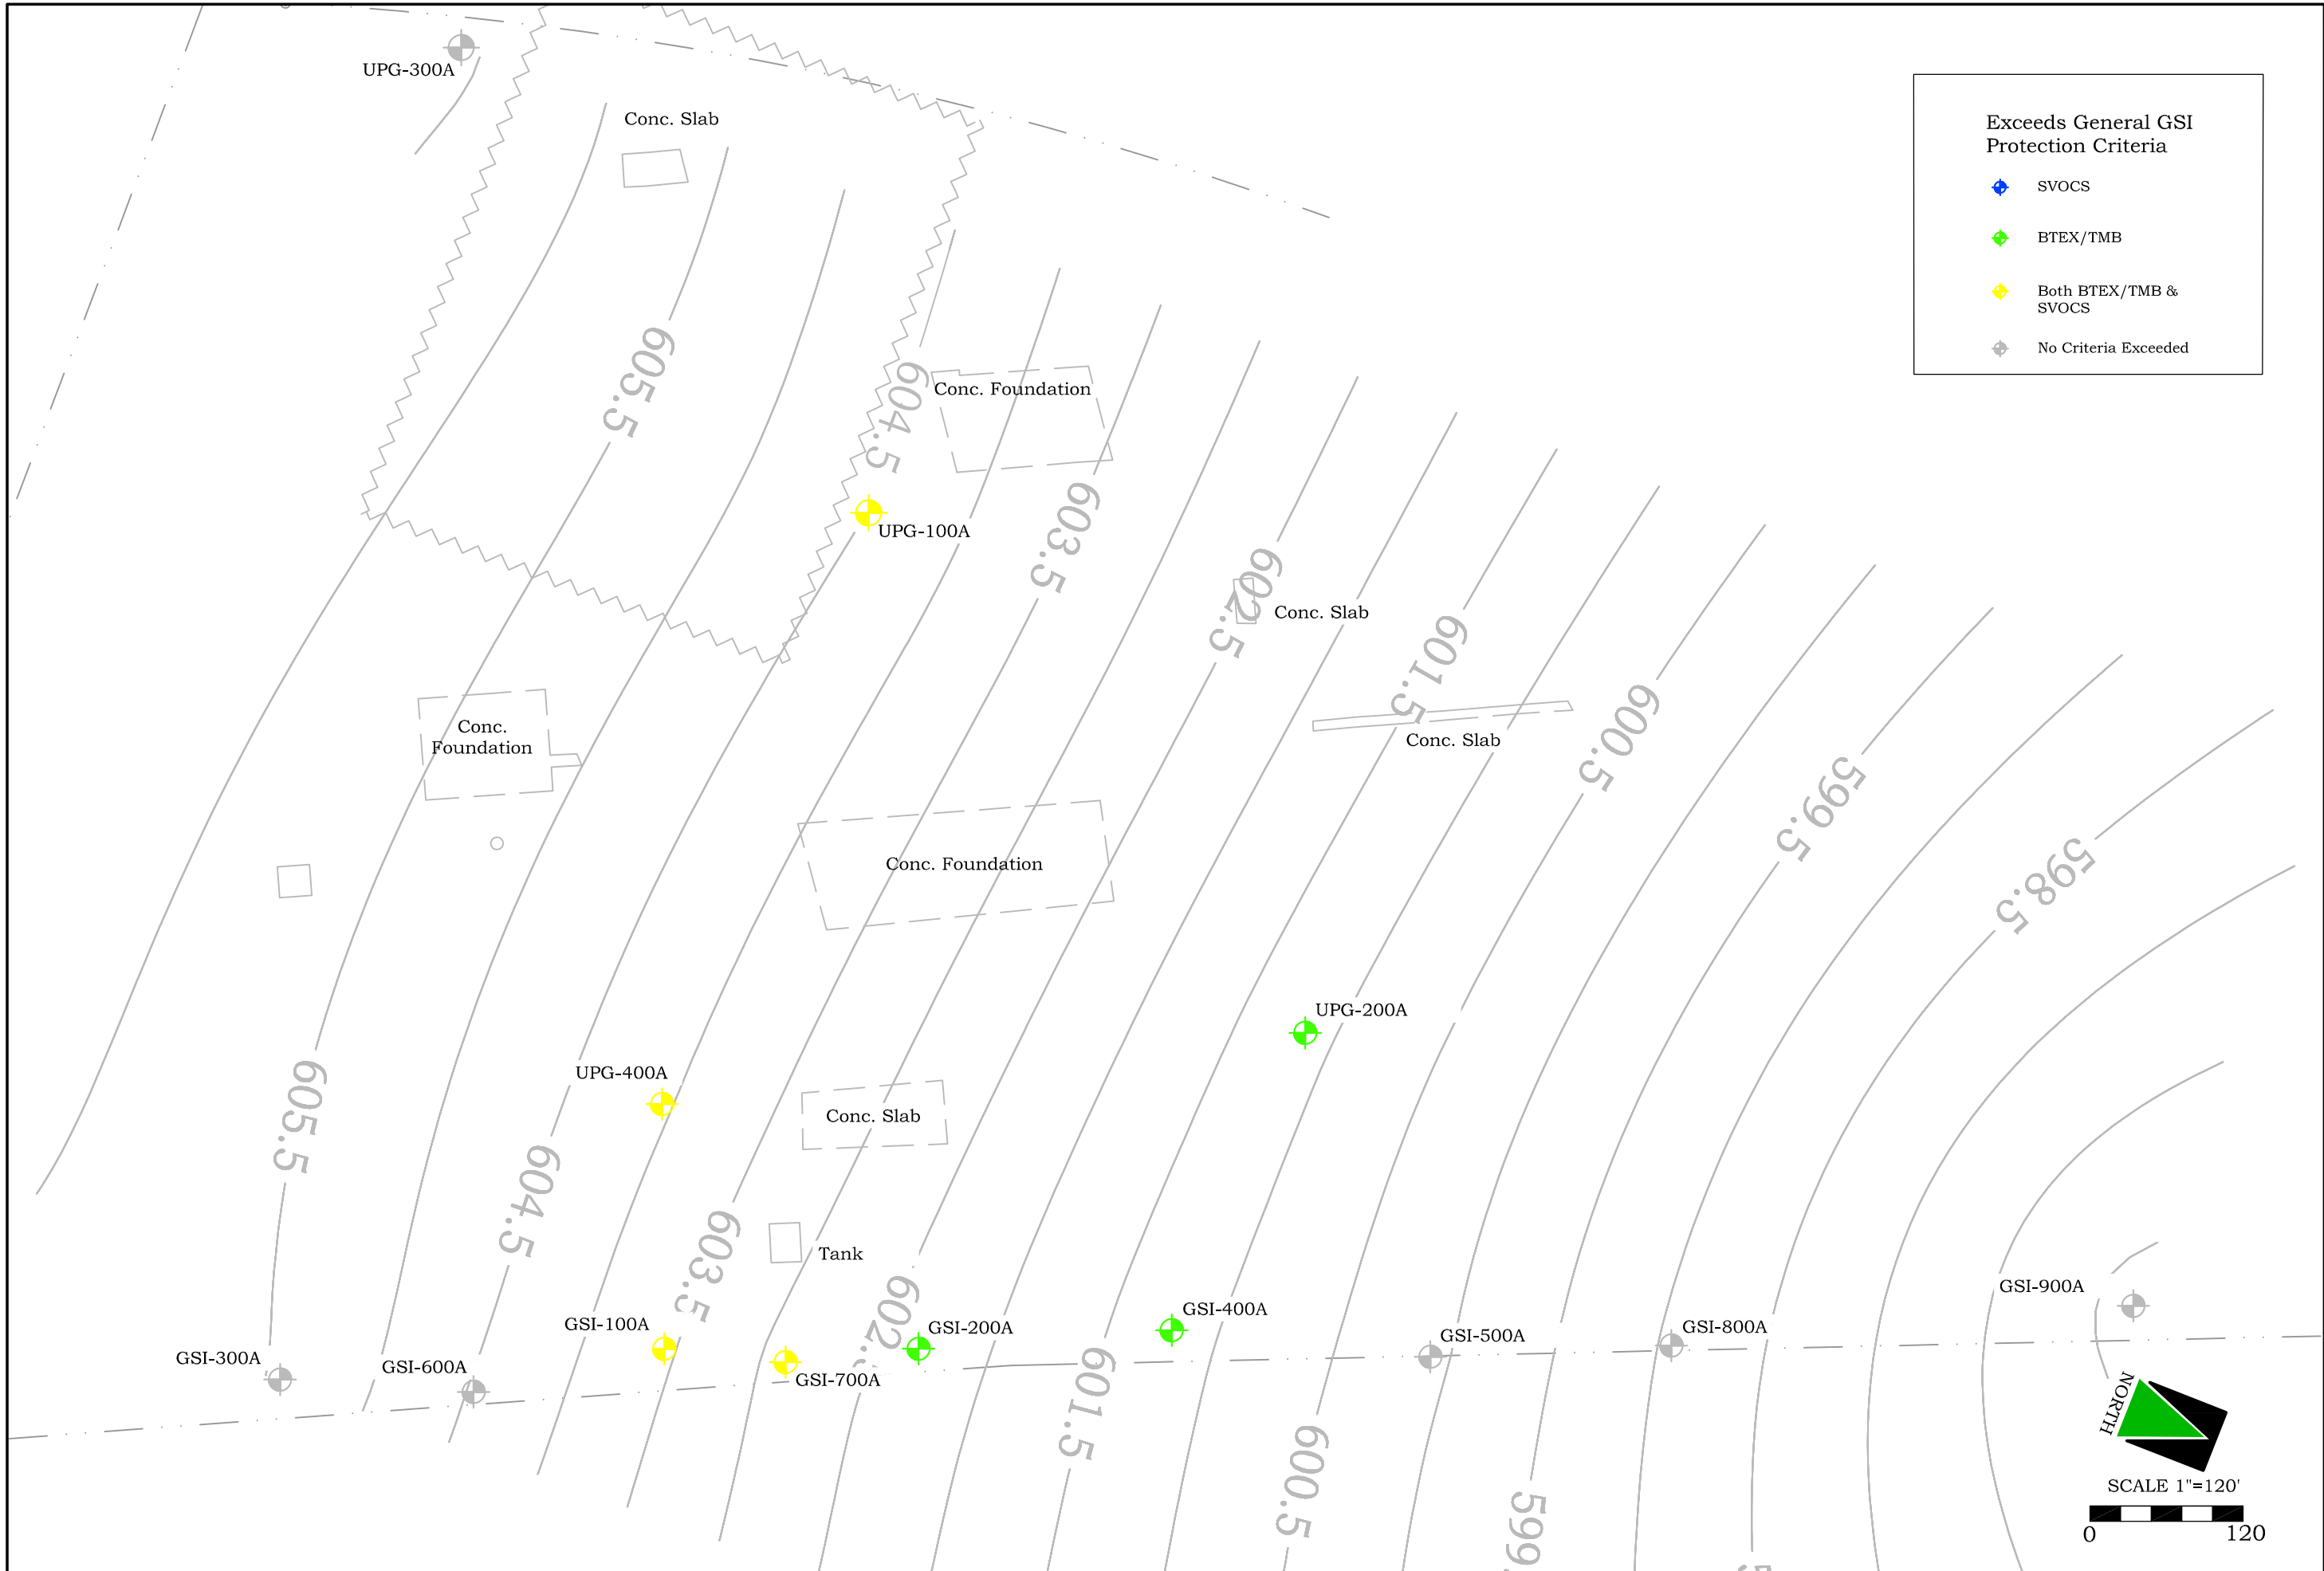 UPG-300A
Conc. Slab
Exceeds General GSI
Protection Criteria
SVOCS
BTEX/TMB
Both BTEX/TMB &
SVOCS
No Criteria Exceeded
605.5
604.5
Conc. Foundation
UPG-100A
603.5
602.5
Conc. Slab
601.5
600.5
Conc. Slab
Conc.
Foundation
599.5
598.5
Conc. Foundation
UPG-200A
UPG-400A
605.5
604.5
Conc. Slab
603.5
Tank
602.
GSI-300A
GSI-600A
GSI-100A
GSI-700A
GSI-200A
GSI-400A
GSI-500A
GSI-800A
GSI-900A
601.5
600.5
599.
NORTH
SCALE 1"=120'
0 120